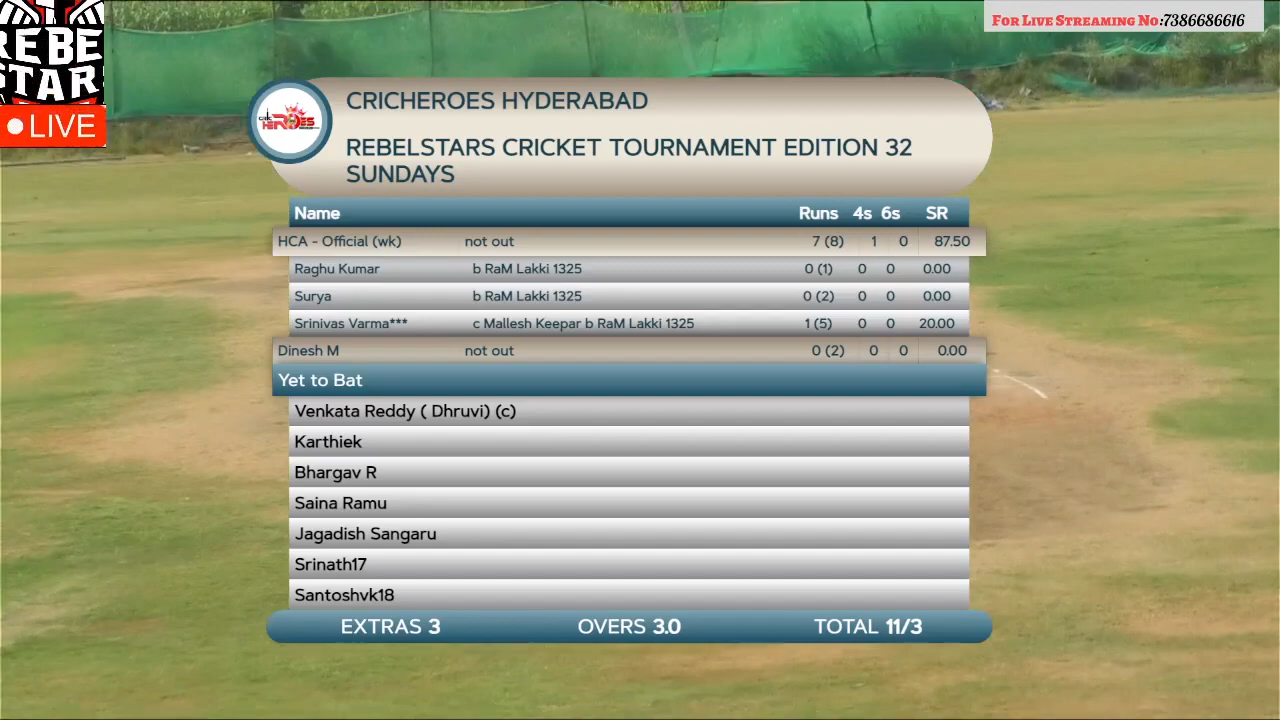 REBE
STAR
LIVE
For Live Streaming No:7386686616
CRICHEROES HYDERABAD
REBELSTARS CRICKET TOURNAMENT EDITION 32
SUNDAYS
Name Runs 4s 6s SR
HCA - Official (wk) not out 7 (8) 1 0 87.50
Raghu Kumar b RaM Lakki 1325 0 (1) 0 0 0.00
Surya b RaM Lakki 1325 0 (2) 0 0 0.00
Srinivas Varma*** c Mallesh Keepar b RaM Lakki 1325 1 (5) 0 0 20.00
Dinesh M not out 0 (2) 0 0 0.00
Yet to Bat
Venkata Reddy ( Dhruvi) (c)
Karthiek
Bhargav R
Saina Ramu
Jagadish Sangaru
Srinath17
Santoshvk18
EXTRAS 3 OVERS 3.0 TOTAL 11/3